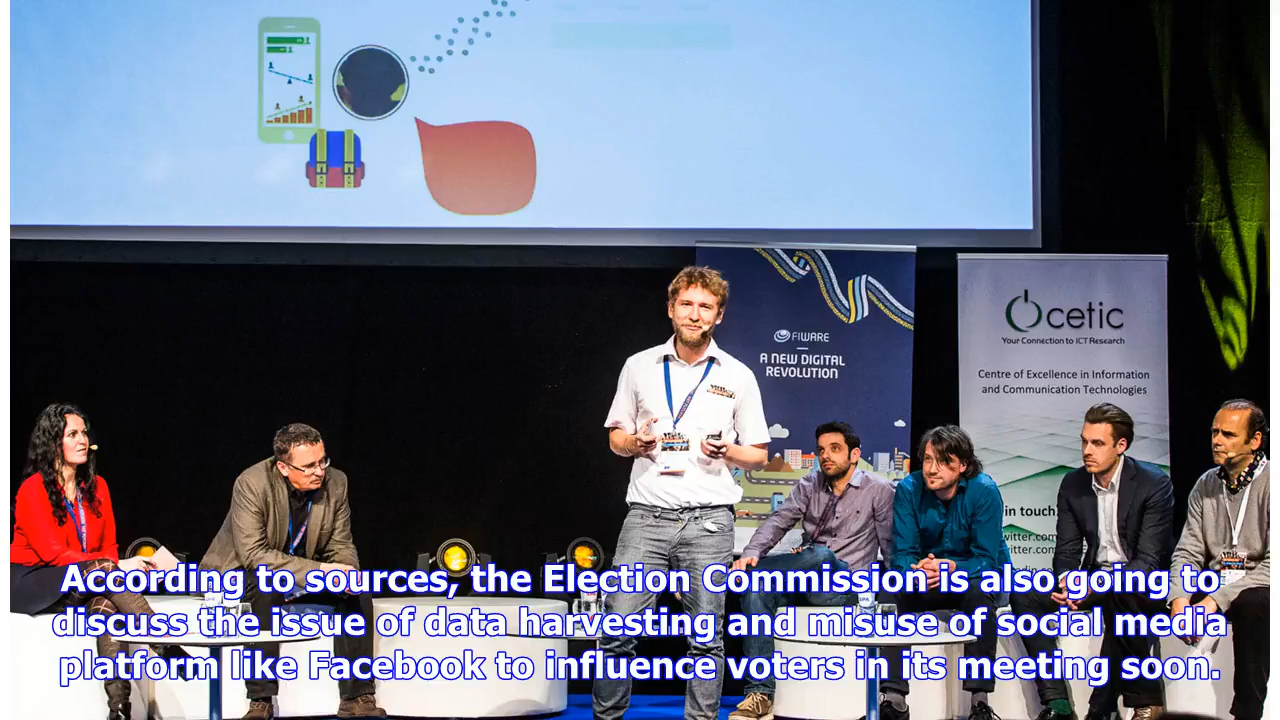 FIWARE
A NEW DIGITAL
REVOLUTION
cetic
Your Connection to ICT Research
Centre of Excellence in Information
and Communication Technologies
in touch
According to sources, the Election Commission is also going to
discuss the issue of data harvesting and misuse of social media
platform like Facebook to influence voters in its meeting soon.